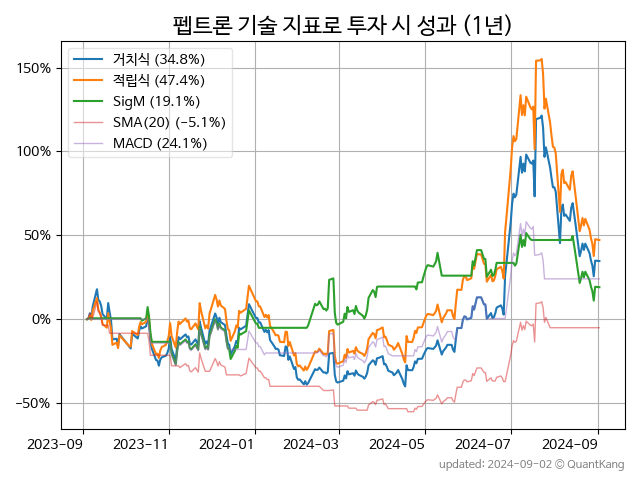 펩트론 기술 지표로 투자 시 성과 (1년)
거치식 (34.8%)
적립식 (47.4%)
SigM (19.1%)
SMA(20) (−5.1%)
MACD (24.1%)
150%
100%
50%
0%
−50%
2023-09 2023-11 2024-01 2024-03 2024-05 2024-07 2024-09
updated: 2024-09-02 @ QuantKang